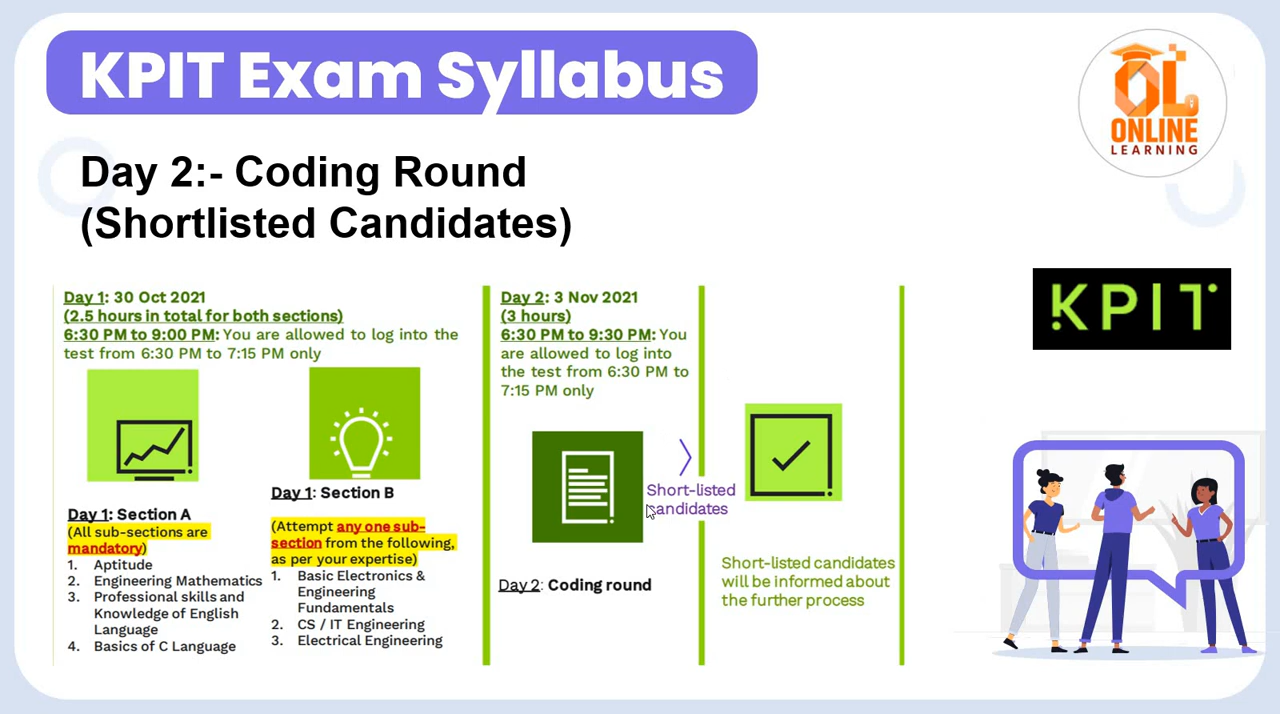 KPIT Exam Syllabus
OL
ONLINE
LEARNING
Day 2:- Coding Round
(Shortlisted Candidates)
KPIT
Day 1: 30 Oct 2021
(2.5 hours in total for both sections)
6:30 PM to 9:00 PM: You are allowed to log into the
test from 6:30 PM to 7:15 PM only
Day 1: Section A
(All sub-sections are
mandatory)
1. Aptitude
2. Engineering Mathematics
3. Professional skills and
Knowledge of English
Language
4. Basics of C Language
Day 1: Section B
(Attempt any one sub-
section from the following,
as per your expertise)
1. Basic Electronics &
Engineering
Fundamentals
2. CS / IT Engineering
3. Electrical Engineering
Day 2: 3 Nov 2021
(3 hours)
6:30 PM to 9:30 PM: You
are allowed to log into
the test from 6:30 PM to
7:15 PM only
Day 2: Coding round
Short-listed
candidates
Short-listed candidates
will be informed about
the further process